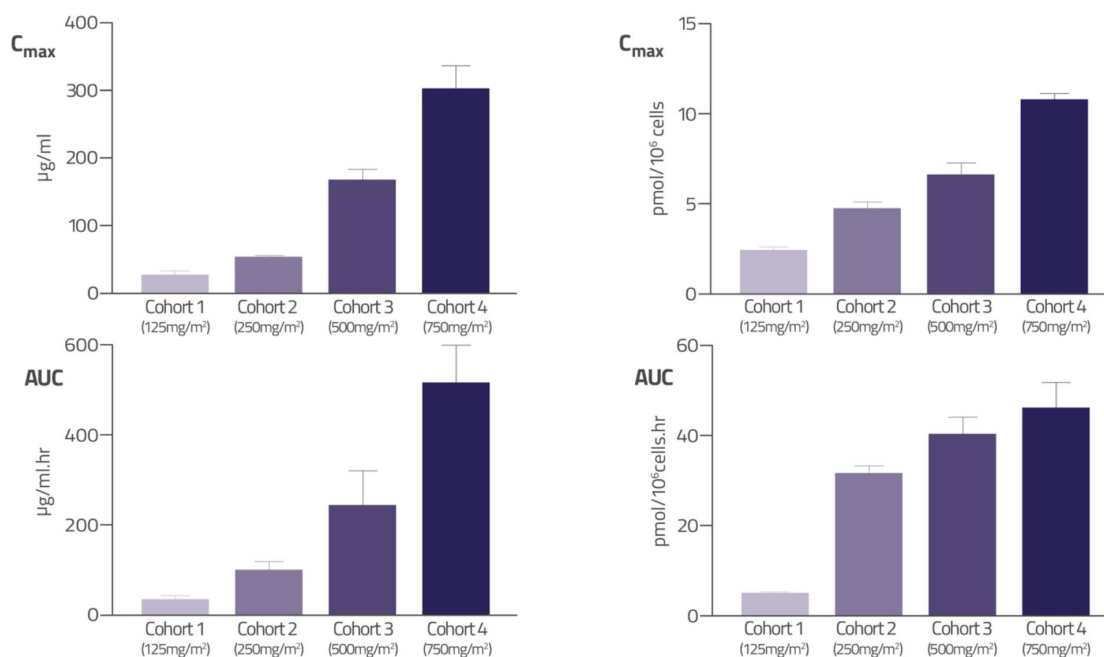 C_max
µg/ml
400
300
200
100
0
Cohort 1
(125mg/m²)
Cohort 2
(250mg/m²)
Cohort 3
(500mg/m²)
Cohort 4
(750mg/m²)
C_max
pmol/10⁶ cells
15
10
5
0
Cohort 1
(125mg/m²)
Cohort 2
(250mg/m²)
Cohort 3
(500mg/m²)
Cohort 4
(750mg/m²)
AUC
µg/ml.hr
600
400
200
0
Cohort 1
(125mg/m²)
Cohort 2
(250mg/m²)
Cohort 3
(500mg/m²)
Cohort 4
(750mg/m²)
AUC
pmol/10⁶cells.hr
60
40
20
0
Cohort 1
(125mg/m²)
Cohort 2
(250mg/m²)
Cohort 3
(500mg/m²)
Cohort 4
(750mg/m²)